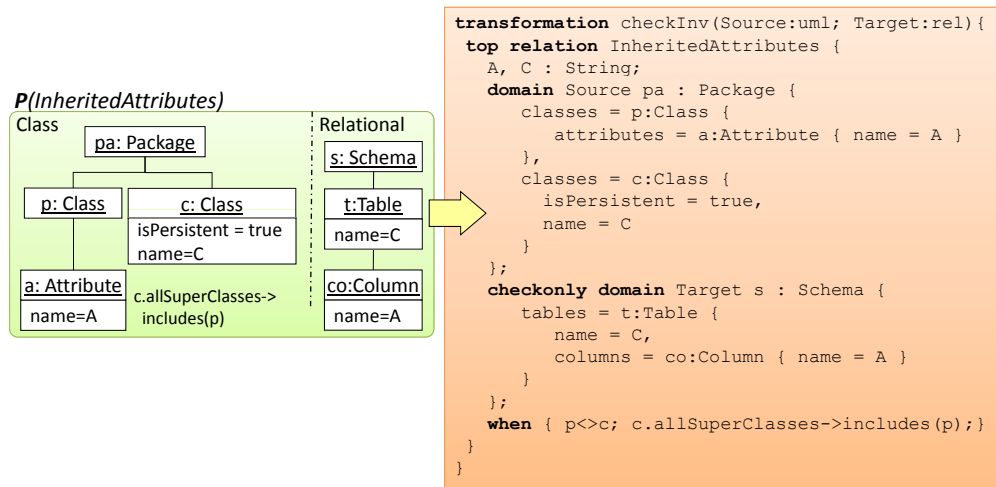 P(InheritedAttributes)
Class
Relational
pa: Package
s: Schema
p: Class
c: Class
isPersistent = true
name=C
t:Table
name=C
a: Attribute
name=A
c.allSuperClasses->
includes(p)
co:Column
name=A
transformation checkInv(Source:uml; Target:rel){
top relation InheritedAttributes {
A, C : String;
domain Source pa : Package {
classes = p:Class {
attributes = a:Attribute { name = A }
},
classes = c:Class {
isPersistent = true,
name = C
}
};
checkonly domain Target s : Schema {
tables = t:Table {
name = C,
columns = co:Column { name = A }
}
};
when { p<>c; c.allSuperClasses->includes(p);}
}
}